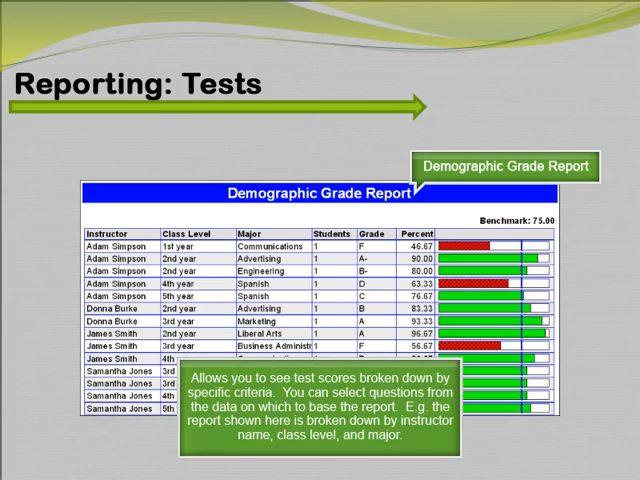 Reporting: Tests
Demographic Grade Report
Demographic Grade Report
Benchmark: 75.00
Instructor Class Level Major Students Grade Percent
Adam Simpson 1st year Communications 1 F 46.67
Adam Simpson 2nd year Advertising 1 A- 90.00
Adam Simpson 2nd year Engineering 1 B- 80.00
Adam Simpson 4th year Spanish 1 D 63.33
Adam Simpson 5th year Spanish 1 C 76.67
Donna Burke 2nd year Advertising 1 B 83.33
Donna Burke 3rd year Marketing 1 A 93.33
James Smith 2nd year Liberal Arts 1 A 96.67
James Smith 3rd year Business Administr 1 F 56.67
James Smith 4th
Samantha Jones 3rd
Samantha Jones 3rd
Samantha Jones 4th
Samantha Jones 5th
Allows you to see test scores broken down by
specific criteria. You can select questions from
the data on which to base the report. E.g. the
report shown here is broken down by instructor
name, class level, and major.